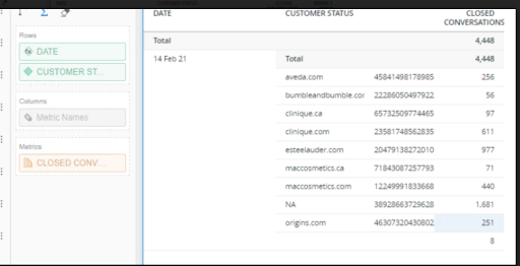 DATE CUSTOMER STATUS CLOSED CONVERSATIONS
Rows
DATE
CUSTOMER ST...
Columns
Metric Names
Metrics
CLOSED CONV...
Total 4,448
14 Feb 21 Total 4,448
aveda.com 45841498178985 256
bumbleandbumble.cor 22286050497922 56
clinique.ca 65732509774465 97
clinique.com 23581748562835 611
esteelauder.com 20479138272010 977
maccosmetics.ca 71843087257793 71
maccosmetics.com 12249991833668 440
NA 38928663729628 1,681
origins.com 46307320430802 251
8